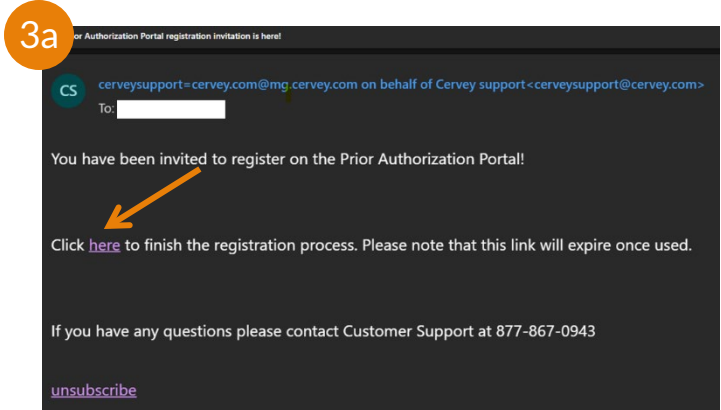 3a
or Authorization Portal registration invitation is here!
CS
cerveysupport=cervey.com@mg.cervey.com on behalf of Cervey support<cerveysupport@cervey.com>
To:
You have been invited to register on the Prior Authorization Portal!
Click here to finish the registration process. Please note that this link will expire once used.
If you have any questions please contact Customer Support at 877-867-0943
unsubscribe